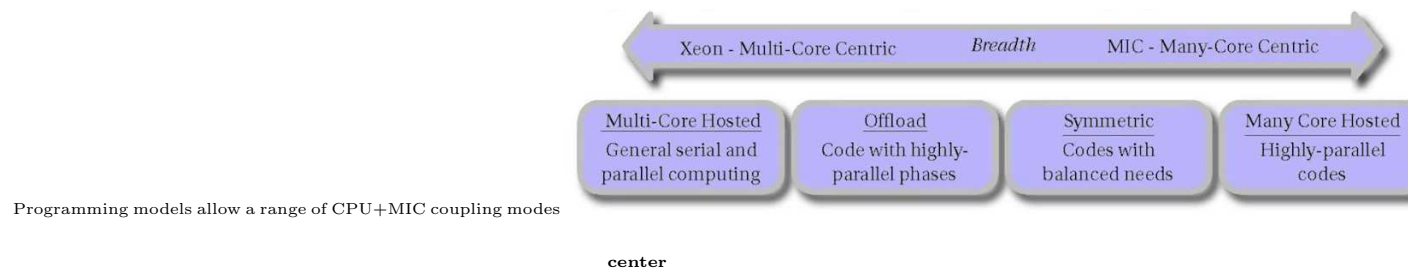 Xeon - Multi-Core Centric Breadth MIC - Many-Core Centric
Multi-Core Hosted
General serial and
parallel computing
Offload
Code with highly-
parallel phases
Symmetric
Codes with
balanced needs
Many Core Hosted
Highly-parallel
codes
Programming models allow a range of CPU+MIC coupling modes
center